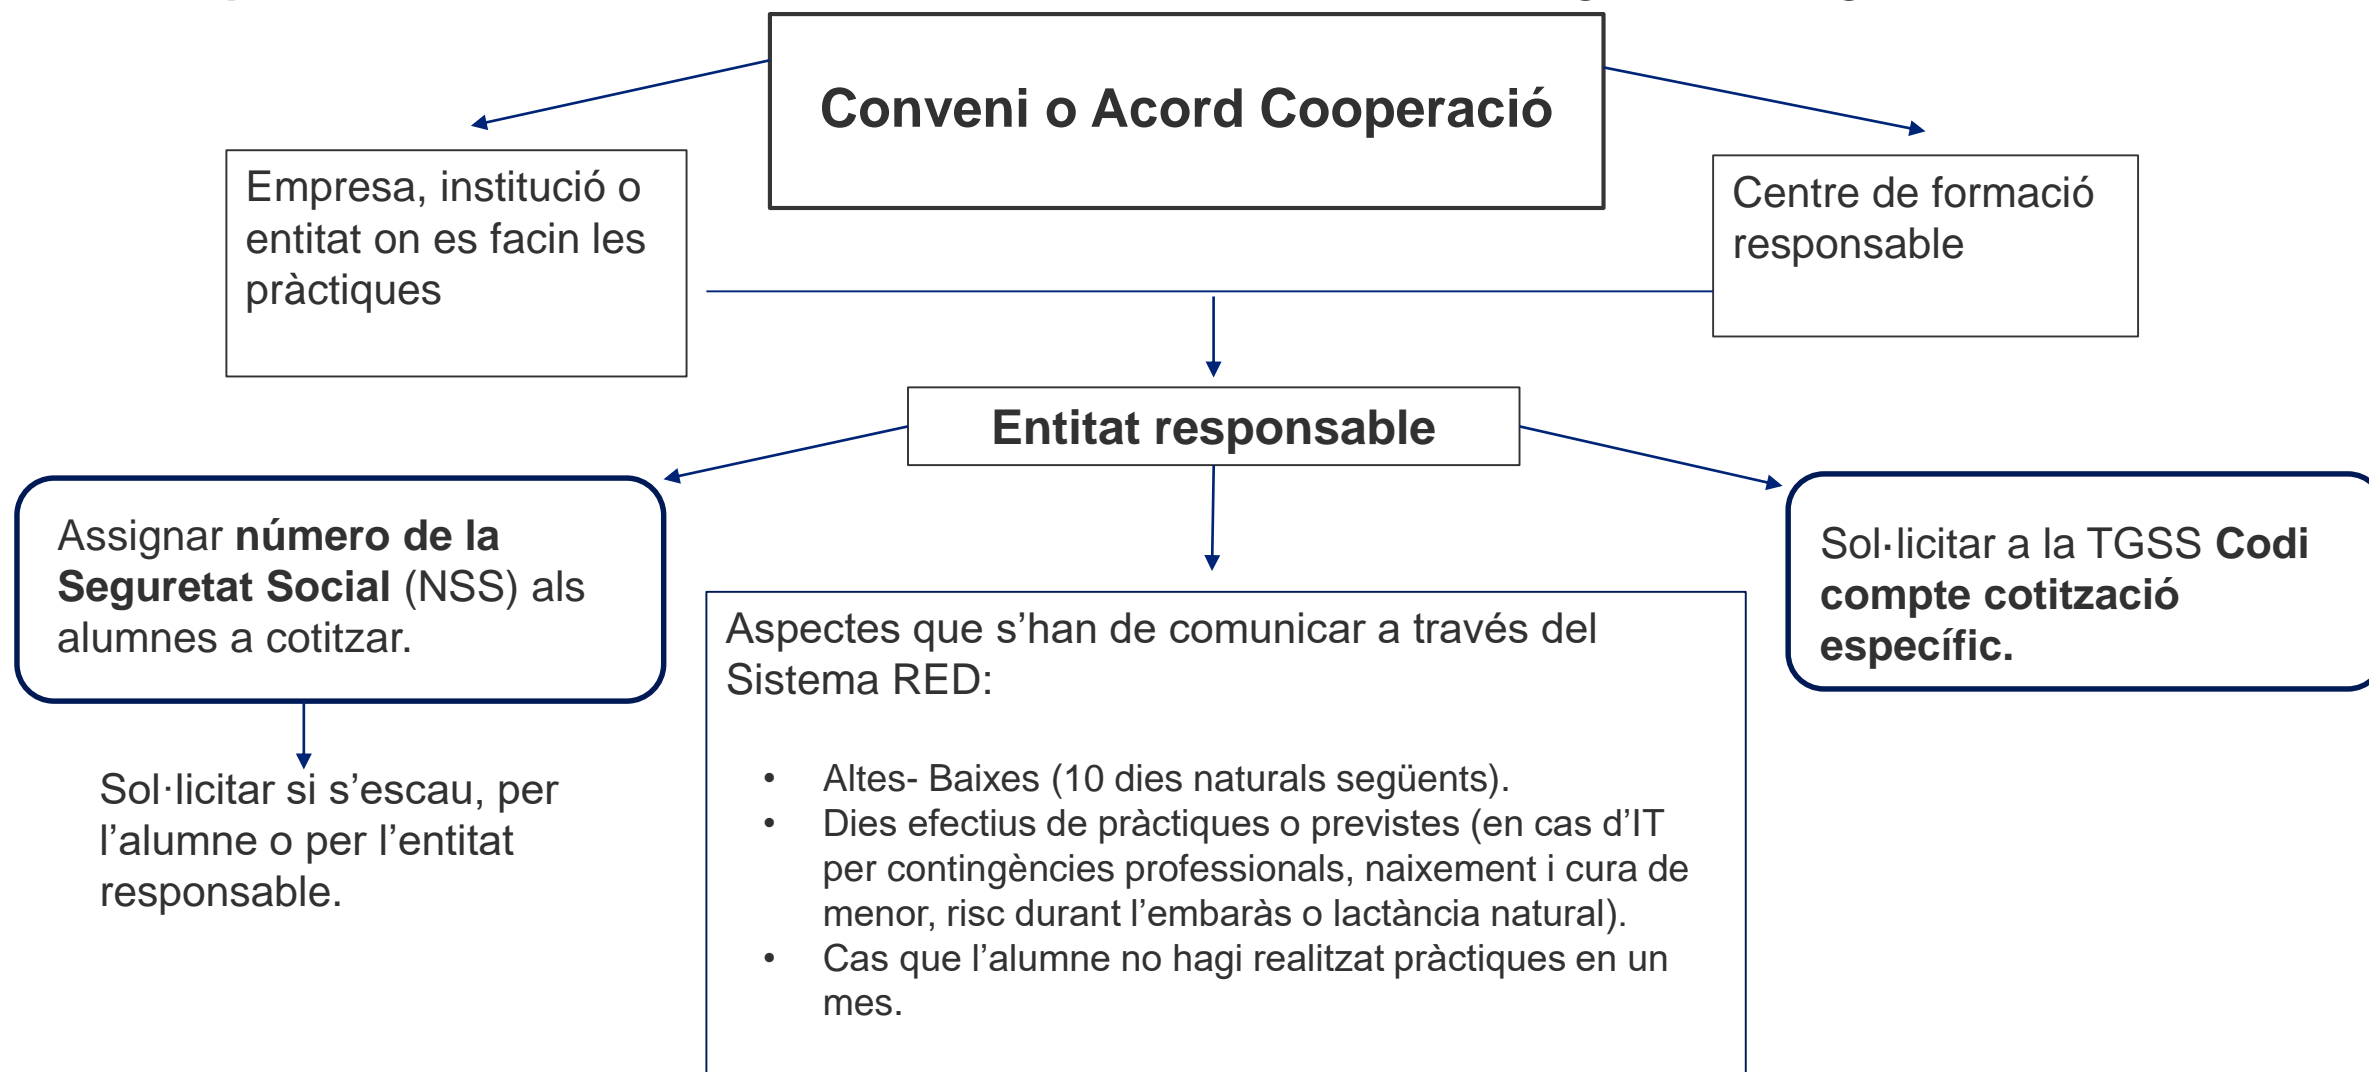 Conveni o Acord Cooperació
Empresa, institució o
entitat on es facin les
pràctiques
Centre de formació
responsable
Entitat responsable
Assignar número de la
Seguretat Social (NSS) als
alumnes a cotitzar.
Sol·licitar a la TGSS Codi
compte cotització
específic.
Aspectes que s’han de comunicar a través del
Sistema RED:
• Altes- Baixes (10 dies naturals següents).
• Dies efectius de pràctiques o previstes (en cas d’IT
per contingències professionals, naixement i cura de
menor, risc durant l’embaràs o lactància natural).
• Cas que l’alumne no hagi realitzat pràctiques en un
mes.
Sol·licitar si s’escau, per
l’alumne o per l’entitat
responsable.